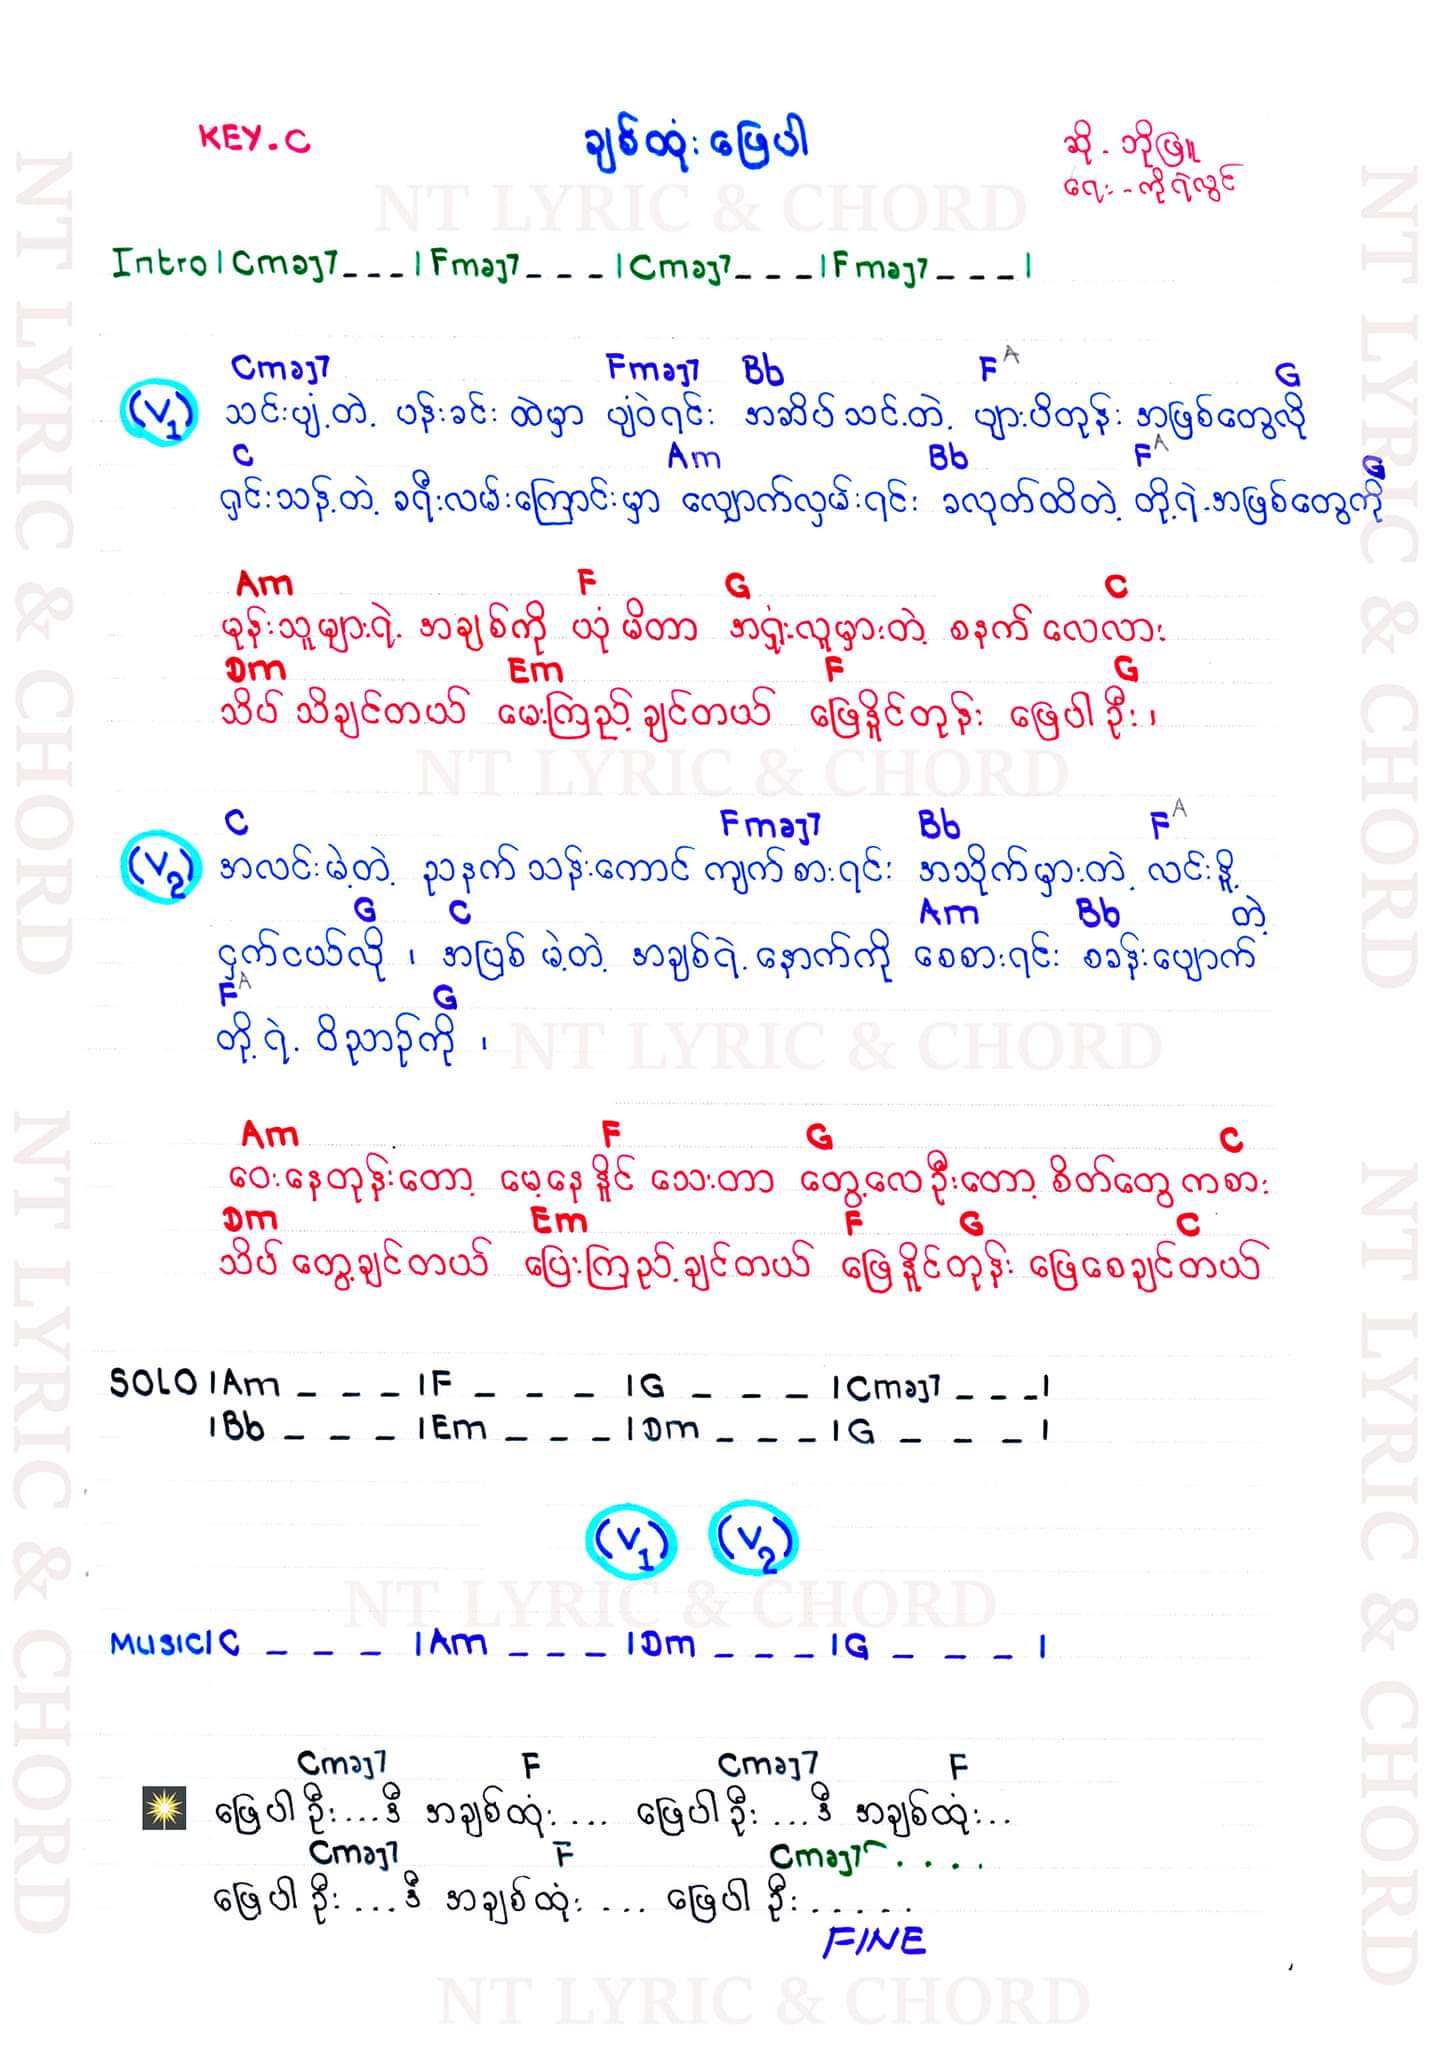 KEY.C
ချစ်ထုံးဖြေပါ
ဆို - ဘိုဖြူ
ရေး - ကိုရဲလွင်
NT LYRIC & CHORD
Intro | Cmaj7 _ _ _ | Fmaj7 _ _ _ | Cmaj7 _ _ _ | Fmaj7 _ _ _ |
Cmaj7 Fmaj7 Bb F A G
(V1) သင်းပျံ့တဲ့ ပန်းခင်းထဲမှာ ပျံဝဲရင်း အဆိပ်သင့်တဲ့ ပျားပိတုန်း အဖြစ်တွေလို
C Am Bb F A G
ရှင်းသန့်တဲ့ ခရီးလမ်းကြောင်းမှာ လျှောက်လှမ်းရင်း ခလုတ်ထိတဲ့ တို့ရဲ့အဖြစ်တွေကို
Am F G C
မုန်းသူများရဲ့ အချစ်ကို ယုံမိတာ အရှုံးလူမှားတဲ့ စနက်လေလား
Dm Em F G
သိပ်သိချင်တယ် မေးကြည့်ချင်တယ် ဖြေနိုင်တုန်း ဖြေပါဦး၊
NT LYRIC & CHORD
C Fmaj7 Bb F A
(V2) အလင်းမဲ့တဲ့ ညနက်သန်းကောင် ကျက်စားရင်း အသိုက်မှားတဲ့ လင်းနို့
G C Am Bb တဲ့
ငှက်ငယ်လို ၊ အပြစ်မဲ့တဲ့ အချစ်ရဲ့နောက်ကို စေစားရင်း စခန်းပျောက်
F A G
တို့ရဲ့ ဝိညာဉ်ကို ၊
NT LYRIC & CHORD
Am F G C
ဝေးနေတုန်းတော့ မေ့နေနိုင်သေးတာ တွေ့လေဦးတော့ စိတ်တွေကစား
Dm Em F G C
သိပ်တွေ့ချင်တယ် ပြေးကြည့်ချင်တယ် ဖြေနိုင်တုန်း ဖြေစေချင်တယ်
SOLO | Am _ _ _ | F _ _ _ | G _ _ _ | Cmaj7 _ _ _ |
| Bb _ _ _ | Em _ _ _ | Dm _ _ _ | G _ _ _ |
(V1) (V2)
NT LYRIC & CHORD
MUSIC | C _ _ _ | Am _ _ _ | Dm _ _ _ | G _ _ _ |
Cmaj7 F Cmaj7 F
ဖြေပါဦး...ဒီ အချစ်ထုံး... ဖြေပါဦး...ဒီ အချစ်ထုံး...
Cmaj7 F Cmaj7 ....
ဖြေပါဦး...ဒီ အချစ်ထုံး... ဖြေပါဦး.....
FINE
NT LYRIC & CHORD
NT LYRIC & CHORD
NT LYRIC & CHORD
NT LYRIC & CHORD
NT LYRIC & CHORD